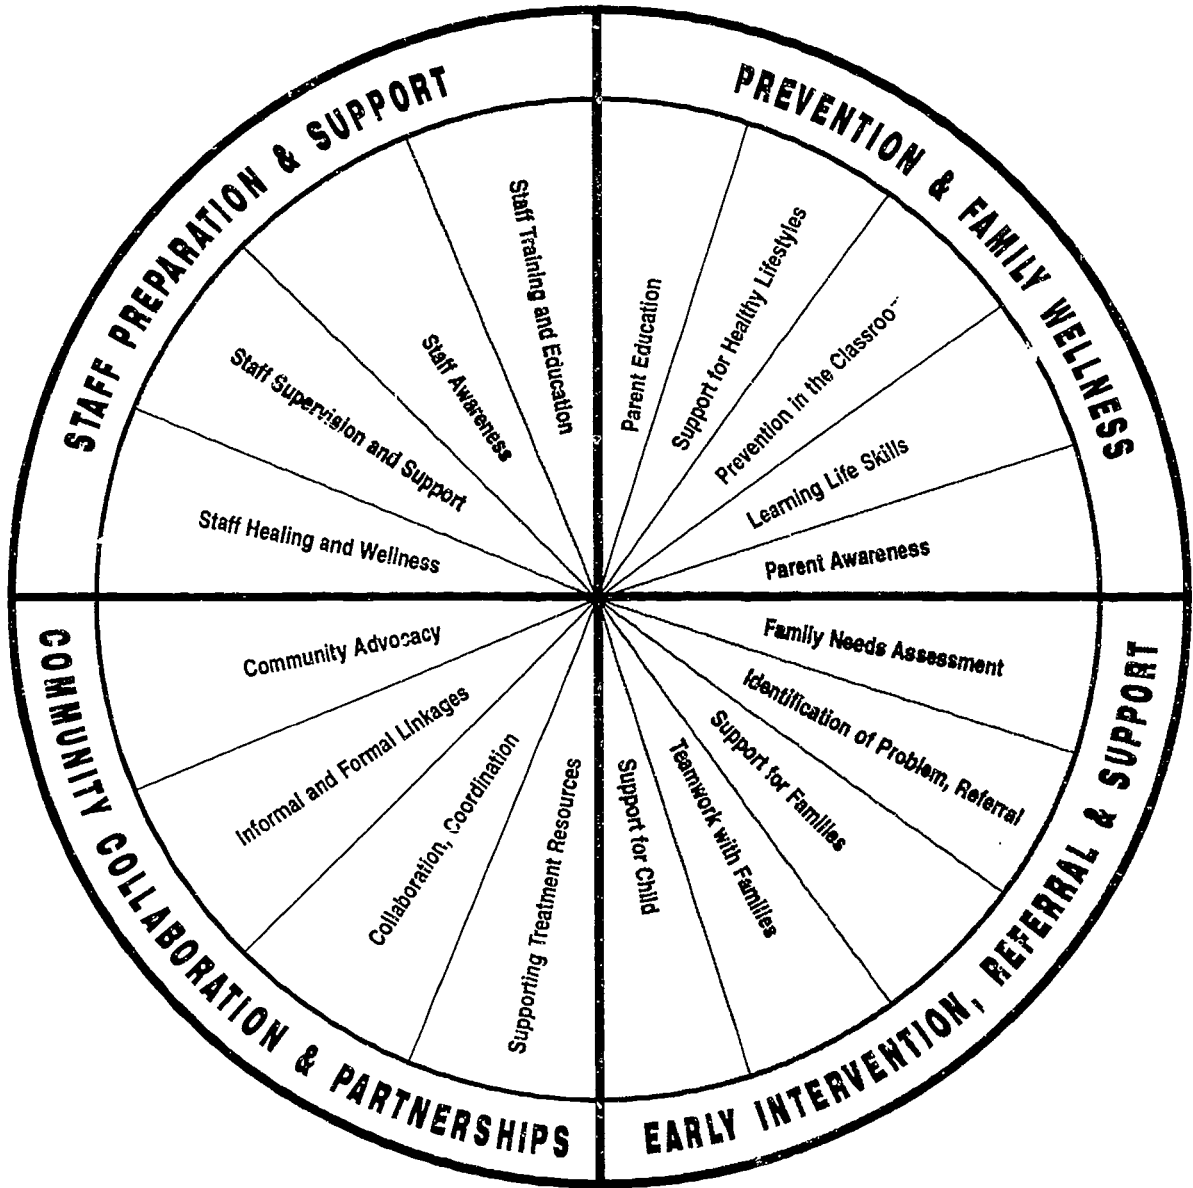 STAFF PREPARATION & SUPPORT
Staff Healing and Wellness
Staff Supervision and Support
Staff Awareness
Staff Training and Education
PREVENTION & FAMILY WELLNESS
Parent Education
Support for Healthy Lifestyles
Prevention in the
Learning Life Skills
Parent Awareness
EARLY INTERVENTION, REFERRAL & SUPPORT
Family Needs Assessment
Identification of Problem, Referral
Support for Families
Teamwork with Families
Support for Child
COMMUNITY COLLABORATION & PARTNERSHIPS
Community Advocacy
Informal and Formal Linkages
Collaboration, Coordination
Supporting Treatment Resources